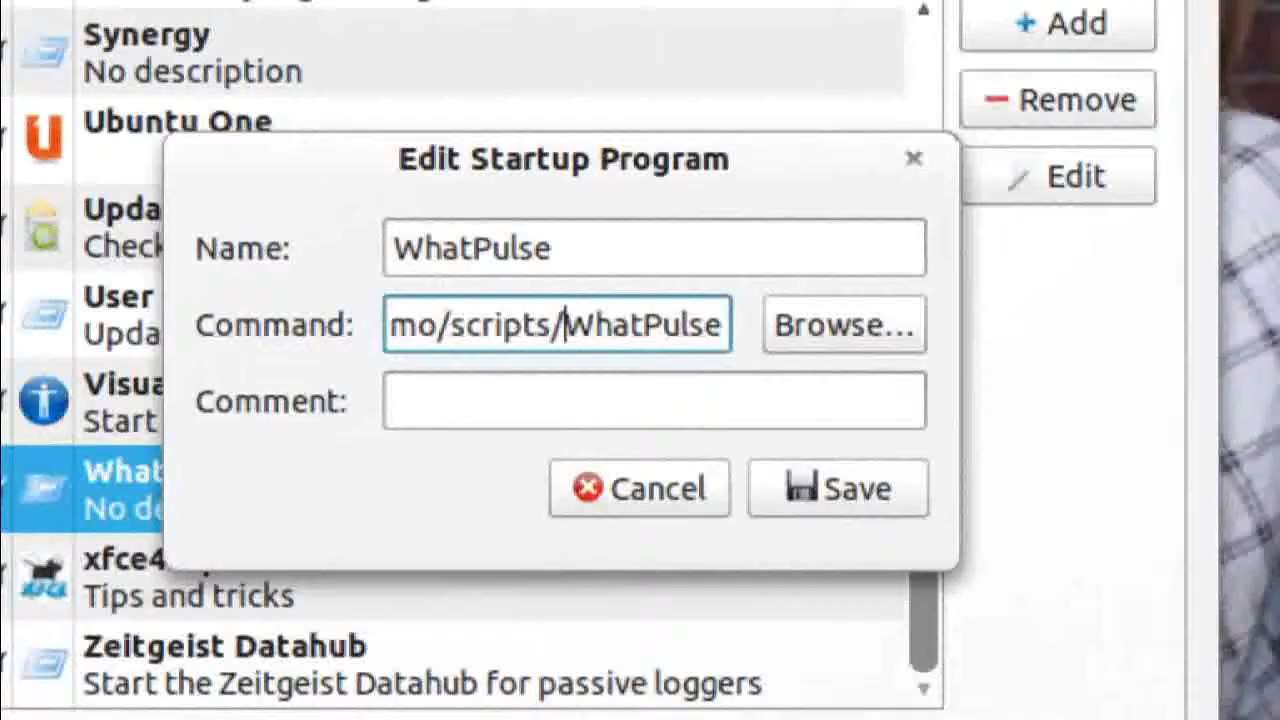 Synergy
No description
Add
Remove
Edit
Ubuntu One
Edit Startup Program
Name: WhatPulse
Command: mo/scripts/WhatPulse Browse...
Comment:
Cancel Save
Upda
Check
User
Upda
Visua
Start
What
No de
xfce4
Tips and tricks
Zeitgeist Datahub
Start the Zeitgeist Datahub for passive loggers